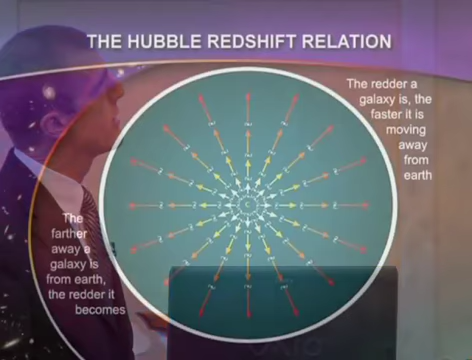 THE HUBBLE REDSHIFT RELATION
The redder a
galaxy is, the
faster it is
moving
away
from
earth
The
farther
away a
galaxy is
from earth,
the redder it
becomes